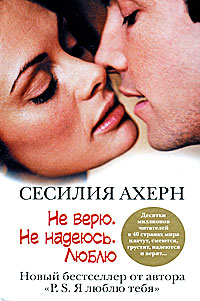 СЕСИЛИЯ АХЕРН
Не верю.
Не надеюсь.
Люблю
Десятки
миллионов
читателей
в 40 странах мира
плачут, смеются,
грустят, надеются
и верят...
Новый бестселлер от автора
«P. S. Я люблю тебя»